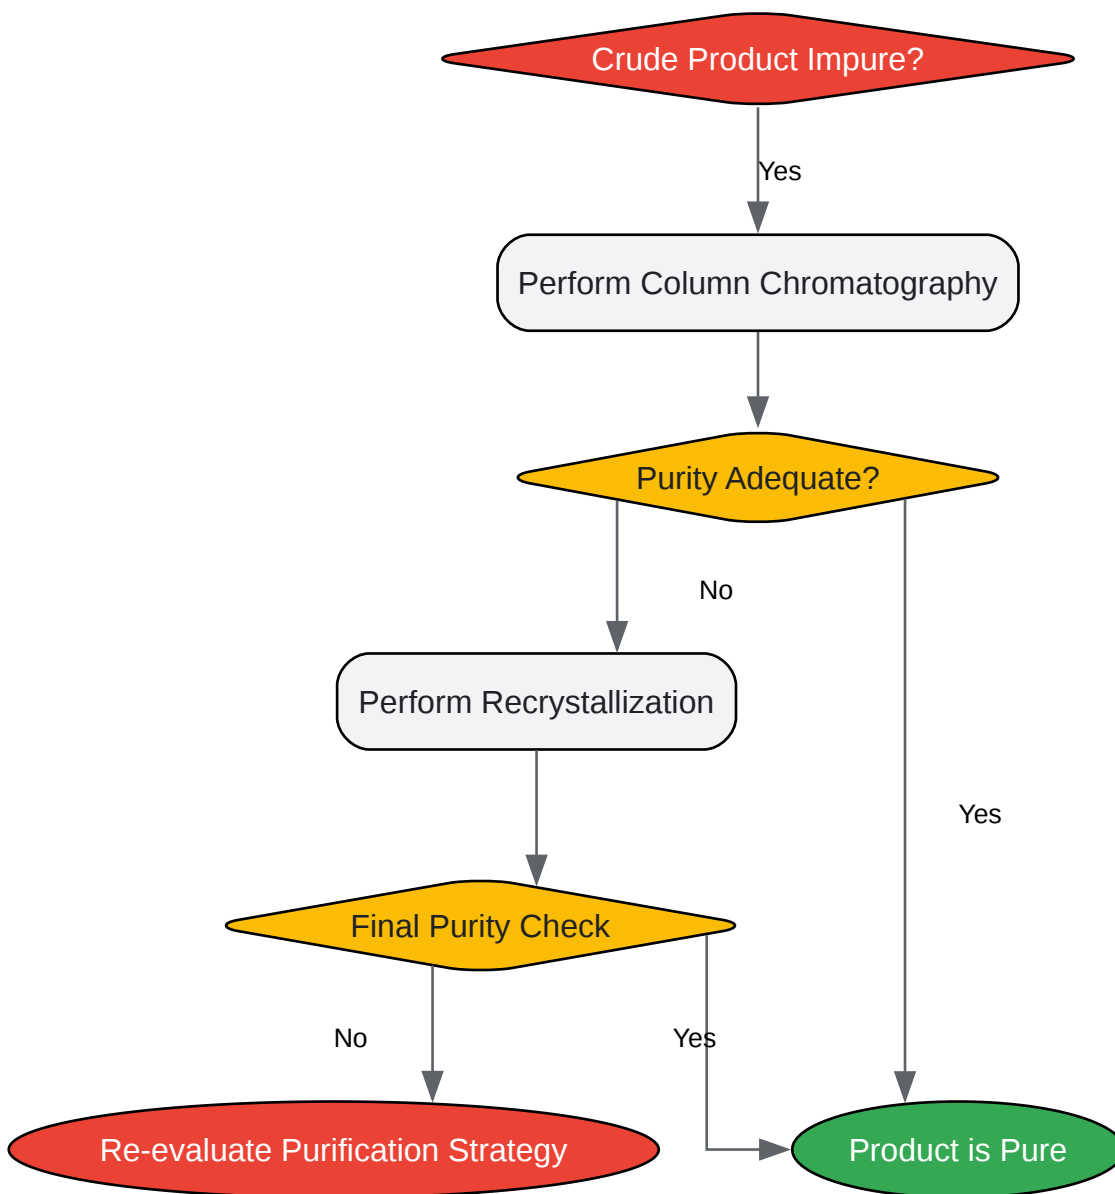 Crude Product Impure?
Yes
Perform Column Chromatography
Purity Adequate?
No
Perform Recrystallization
Yes
Final Purity Check
No
Yes
Re-evaluate Purification Strategy
Product is Pure